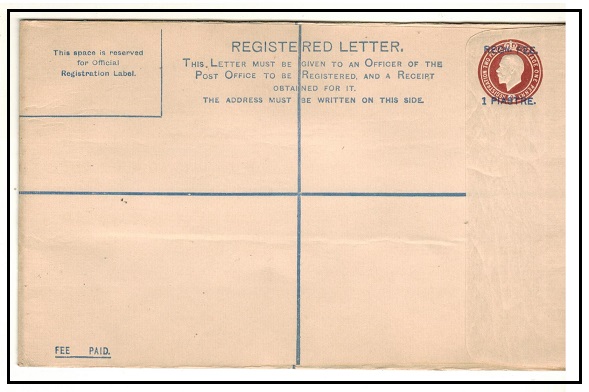 This space is reserved
for Official
Registration Label.
REGISTERED LETTER.
THIS LETTER MUST BE GIVEN TO AN OFFICER OF THE
POST OFFICE TO BE REGISTERED, AND A RECEIPT
OBTAINED FOR IT.
THE ADDRESS MUST BE WRITTEN ON THIS SIDE.
1 PIASTRE.
FEE PAID.